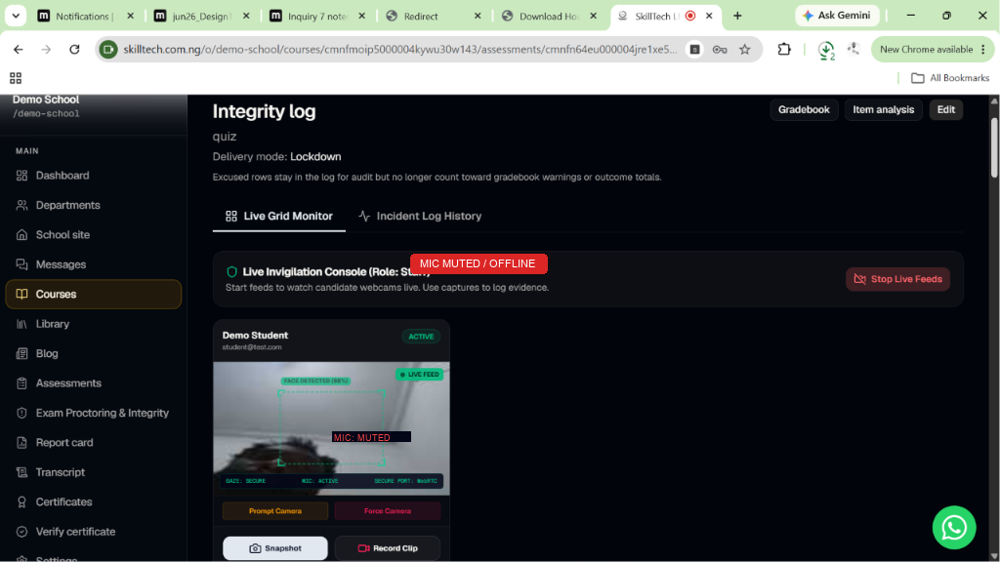 Notifications |
jun26_Design
Inquiry 7 note
Redirect
Download Ho
SkillTech L
Ask Gemini
skilltech.com.ng/o/demo-school/courses/cmnfmoip5000004kywu30w143/assessments/cmnfn64eu000004jre1xe5...
2
New Chrome available
All Bookmarks
Demo School
/demo-school
MAIN
Dashboard
Departments
School site
Messages
Courses
Library
Blog
Assessments
Exam Proctoring & Integrity
Report card
Transcript
Certificates
Verify certificate
Settings
Integrity log
Gradebook
Item analysis
Edit
quiz
Delivery mode: Lockdown
Excused rows stay in the log for audit but no longer count toward gradebook warnings or outcome totals.
Live Grid Monitor
Incident Log History
MIC MUTED / OFFLINE
Live Invigilation Console (Role:
Start feeds to watch candidate webcams live. Use captures to log evidence.
Stop Live Feeds
Demo Student
student@test.com
ACTIVE
LIVE FEED
FACE DETECTED (98%)
MIC: MUTED
GAZE: SECURE
MIC: ACTIVE
SECURE PORT: WebRTC
Prompt Camera
Force Camera
Snapshot
Record Clip